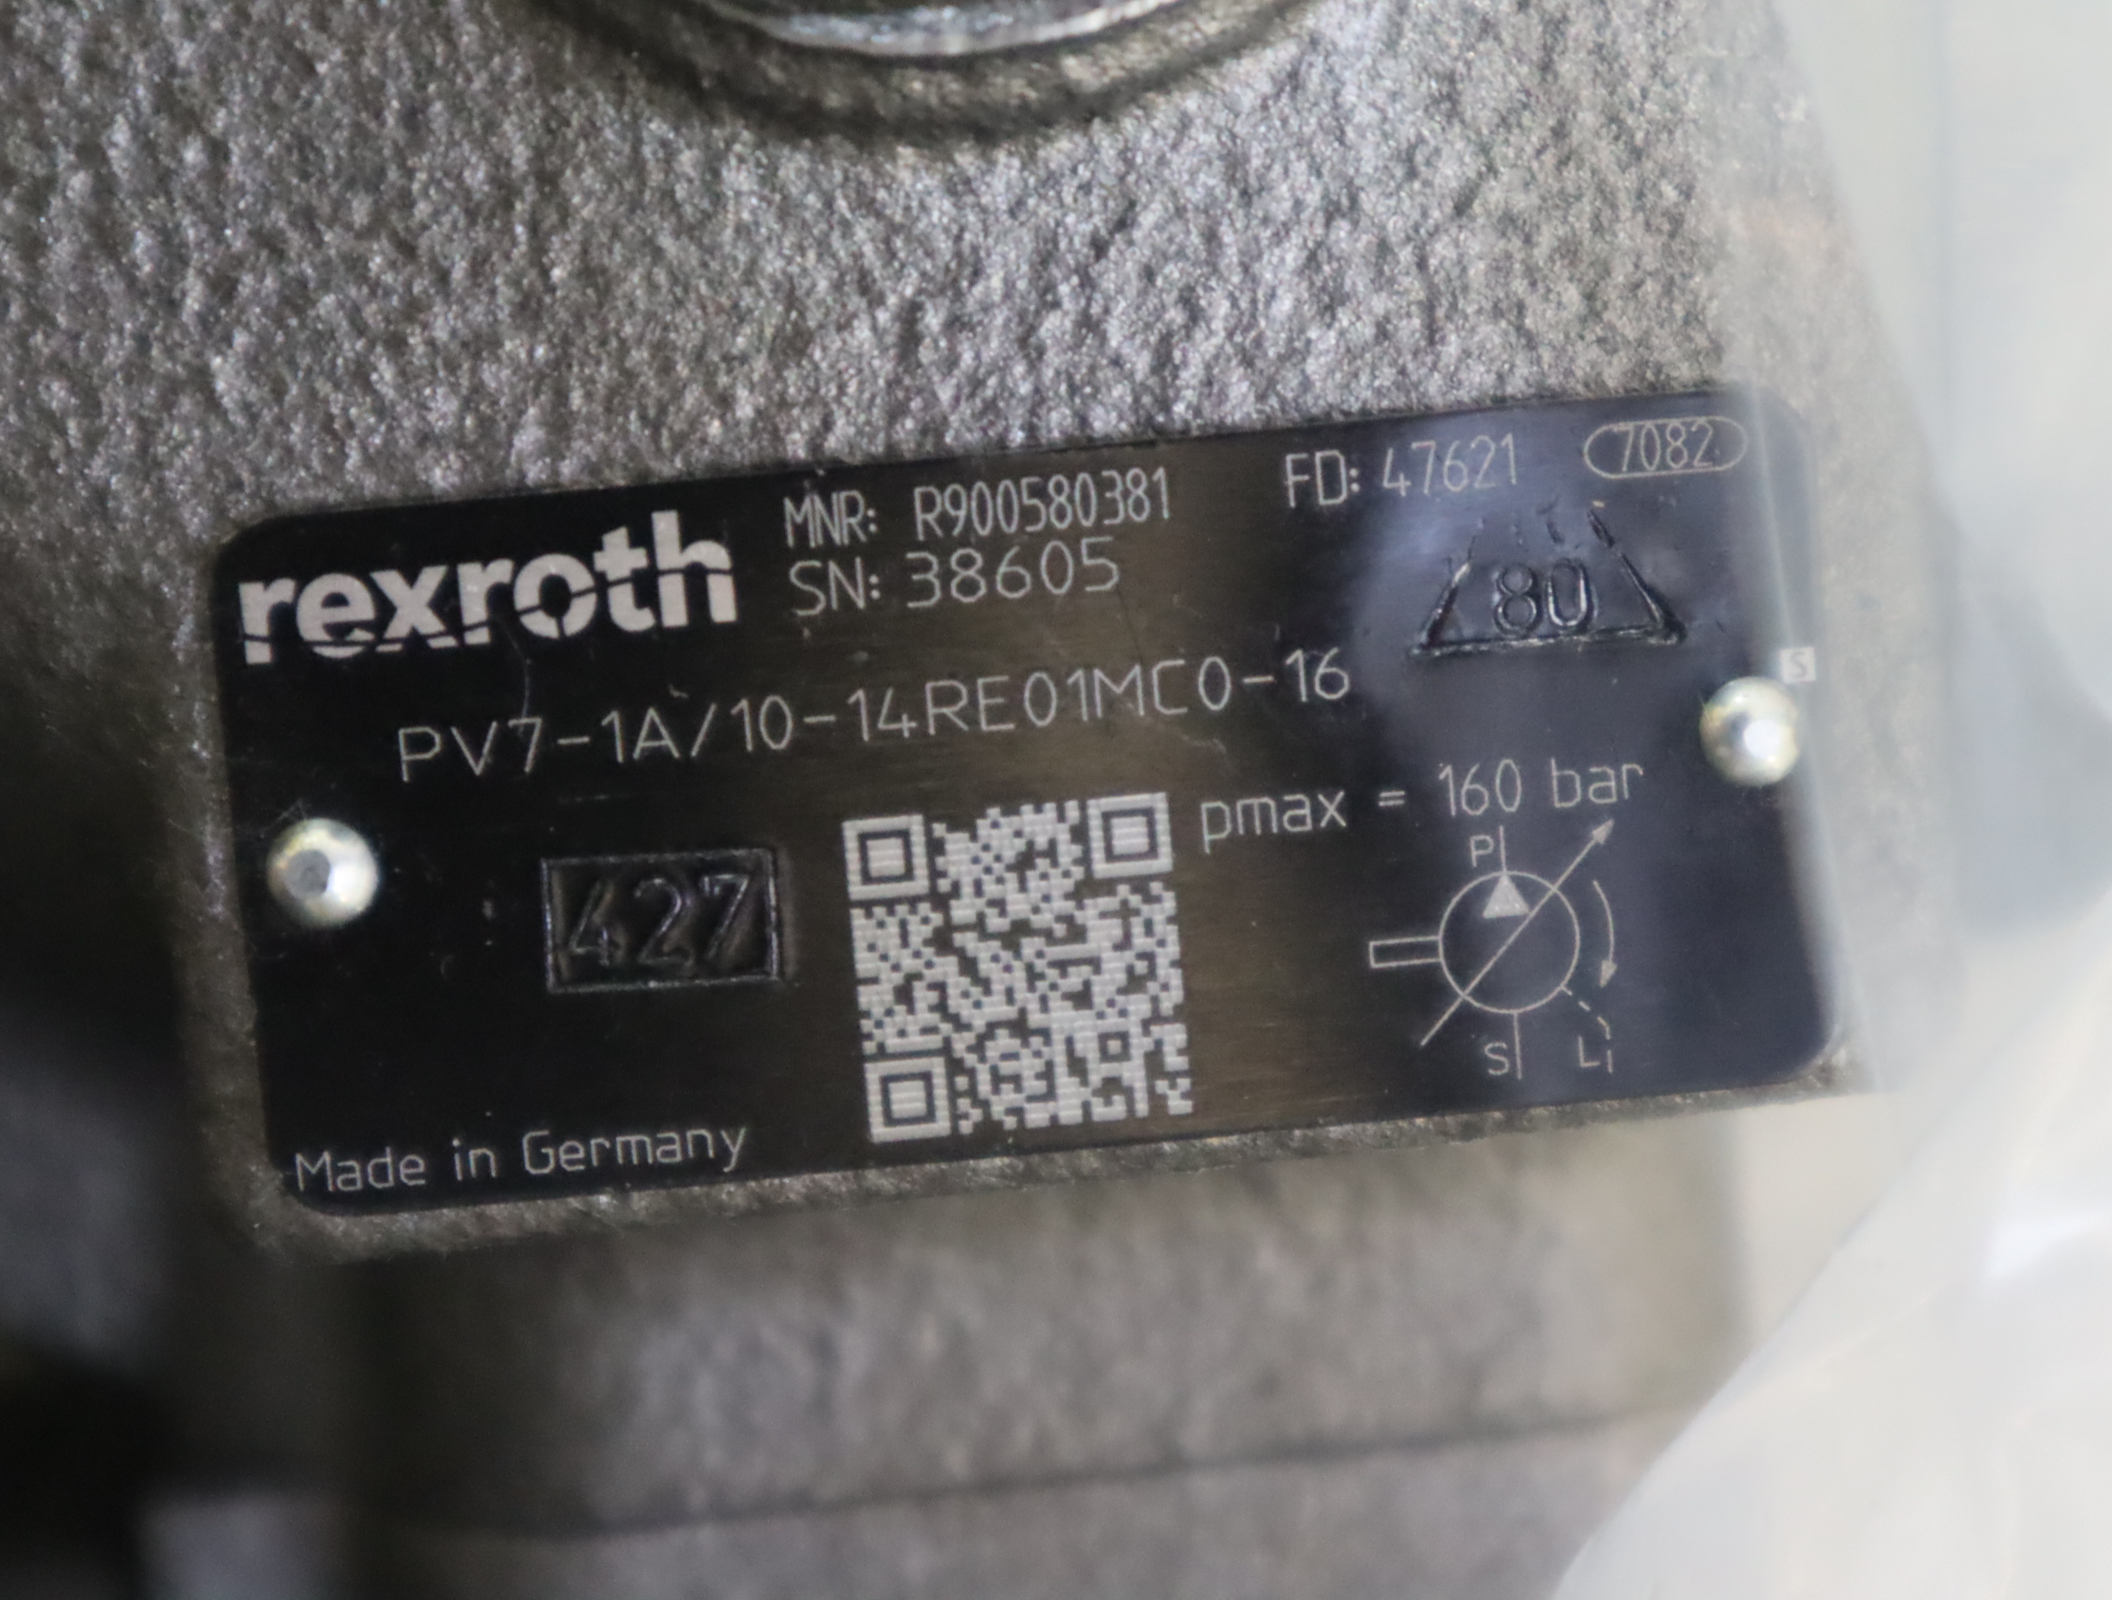 rexroth
MNR: R900580381
FD: 47621
7082
SN: 38605
80
S
PV7-1A/10-14RE01MC0-16
pmax = 160 bar
427
P
S
L
Made in Germany